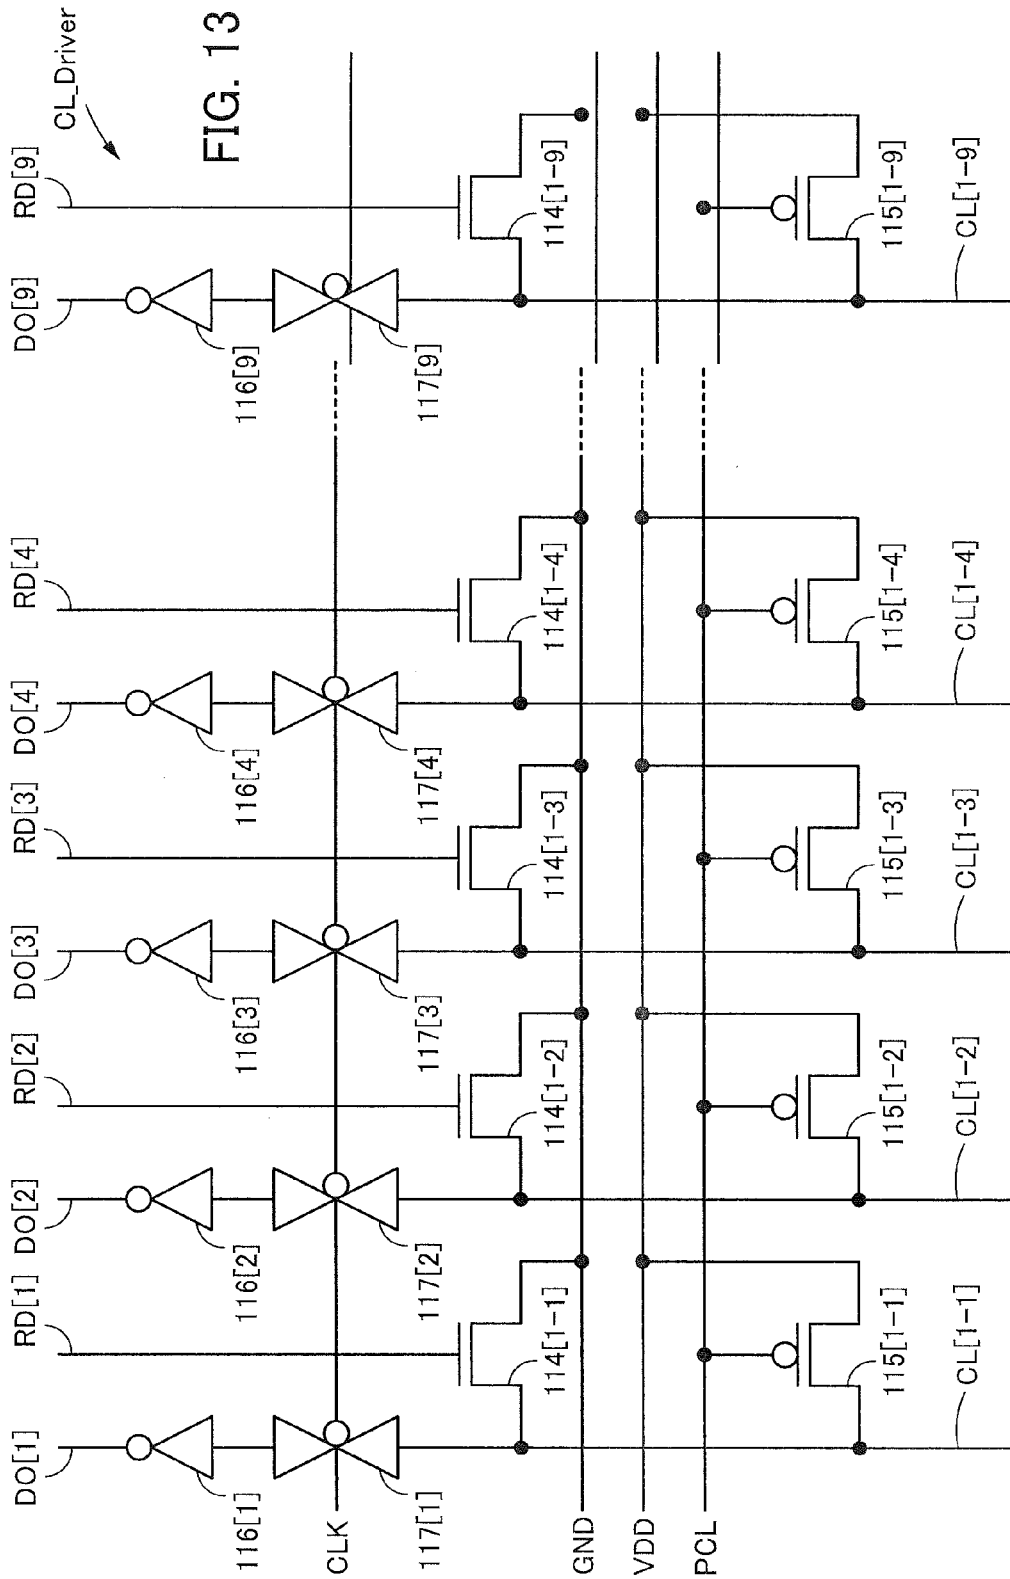 FIG. 13
CL_Driver
DO[1]
RD[1]
DO[2]
RD[2]
DO[3]
RD[3]
DO[4]
RD[4]
DO[9]
RD[9]
116[1]
116[2]
116[3]
116[4]
116[9]
CLK
117[1]
117[2]
117[3]
117[4]
117[9]
114[1-1]
114[1-2]
114[1-3]
114[1-4]
114[1-9]
GND
VDD
PCL
115[1-1]
115[1-2]
115[1-3]
115[1-4]
115[1-9]
CL[1-1]
CL[1-2]
CL[1-3]
CL[1-4]
CL[1-9]